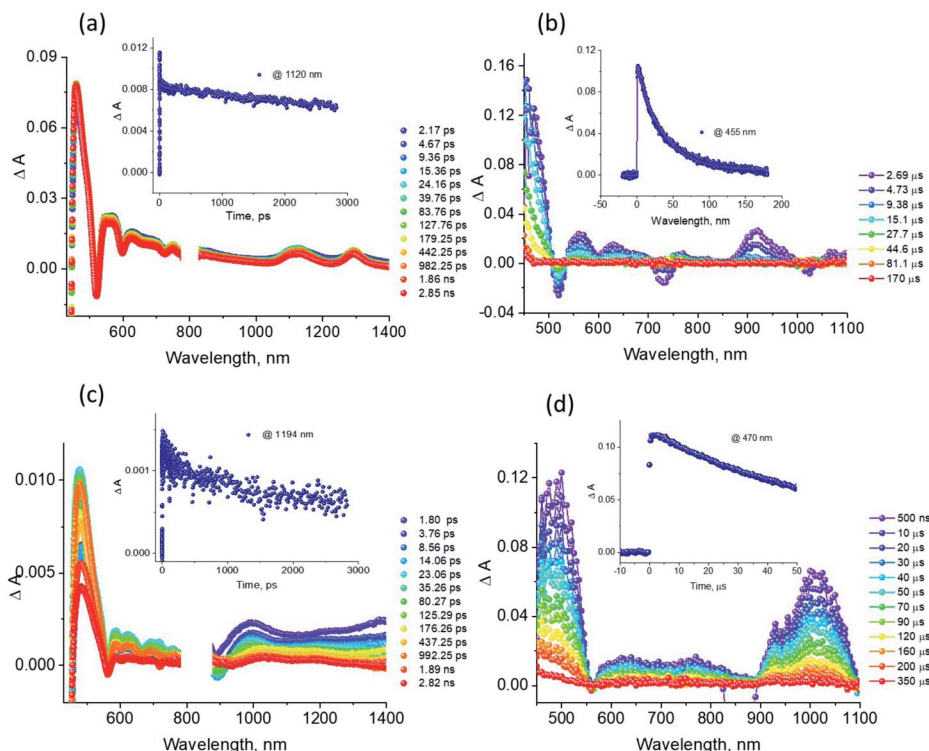 (a)
0.09
0.06
0.03
0.00
Δ A
600 800 1000 1200 1400
Wavelength, nm
0.012
0.008
0.004
0.000
Δ A
0 1000 2000 3000
Time, ps
@ 1120 nm
2.17 ps
4.67 ps
9.36 ps
15.36 ps
24.16 ps
39.76 ps
83.76 ps
127.76 ps
179.25 ps
442.25 ps
982.25 ps
1.86 ns
2.85 ns
(b)
0.16
0.12
0.08
0.04
0.00
-0.04
Δ A
500 600 700 800 900 1000 1100
Wavelength, nm
0.12
0.08
0.04
0.00
Δ A
-50 0 50 100 150 200
Wavelength, nm
@ 455 nm
2.69 μs
4.73 μs
9.38 μs
15.1 μs
27.7 μs
44.6 μs
81.1 μs
170 μs
(c)
0.010
0.005
0.000
Δ A
600 800 1000 1200 1400
Wavelength, nm
0.001
0.000
Δ A
0 1000 2000 3000
Time, ps
@ 1194 nm
1.80 ps
3.76 ps
8.56 ps
14.06 ps
23.06 ps
35.26 ps
80.27 ps
125.29 ps
176.26 ps
437.25 ps
992.25 ps
1.89 ns
2.82 ns
(d)
0.12
0.08
0.04
0.00
Δ A
500 600 700 800 900 1000 1100
Wavelength, nm
0.10
0.05
0.00
Δ A
-10 0 10 20 30 40 50
Time, μs
@ 470 nm
500 ns
10 μs
20 μs
30 μs
40 μs
50 μs
70 μs
90 μs
120 μs
160 μs
200 μs
350 μs